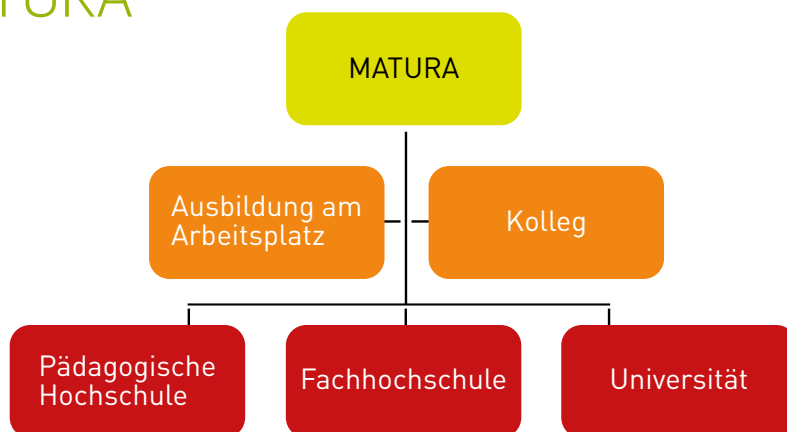 TURA
MATURA
Ausbildung am
Arbeitsplatz
Kolleg
Pädagogische
Hochschule
Fachhochschule
Universität